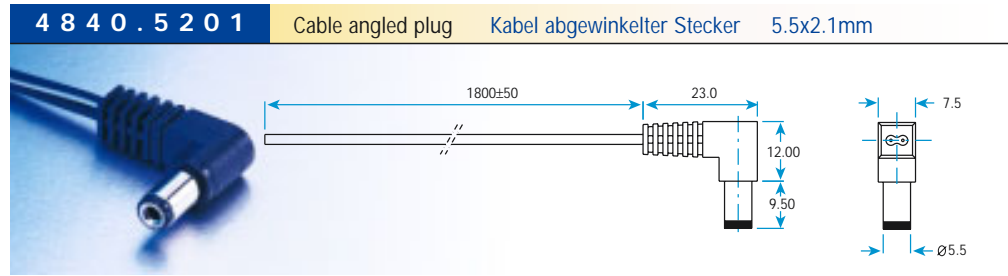 4840.5201 Cable angled plug Kabel abgewinkelter Stecker 5.5x2.1mm
1800±50 23.0 7.5
12.00
9.50
Ø5.5